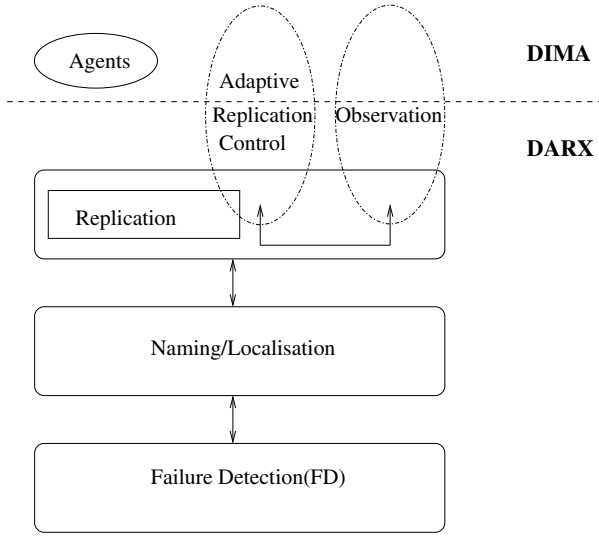 Agents
DIMA
Adaptive
Replication
Control
Observation
DARX
Replication
Naming/Localisation
Failure Detection(FD)